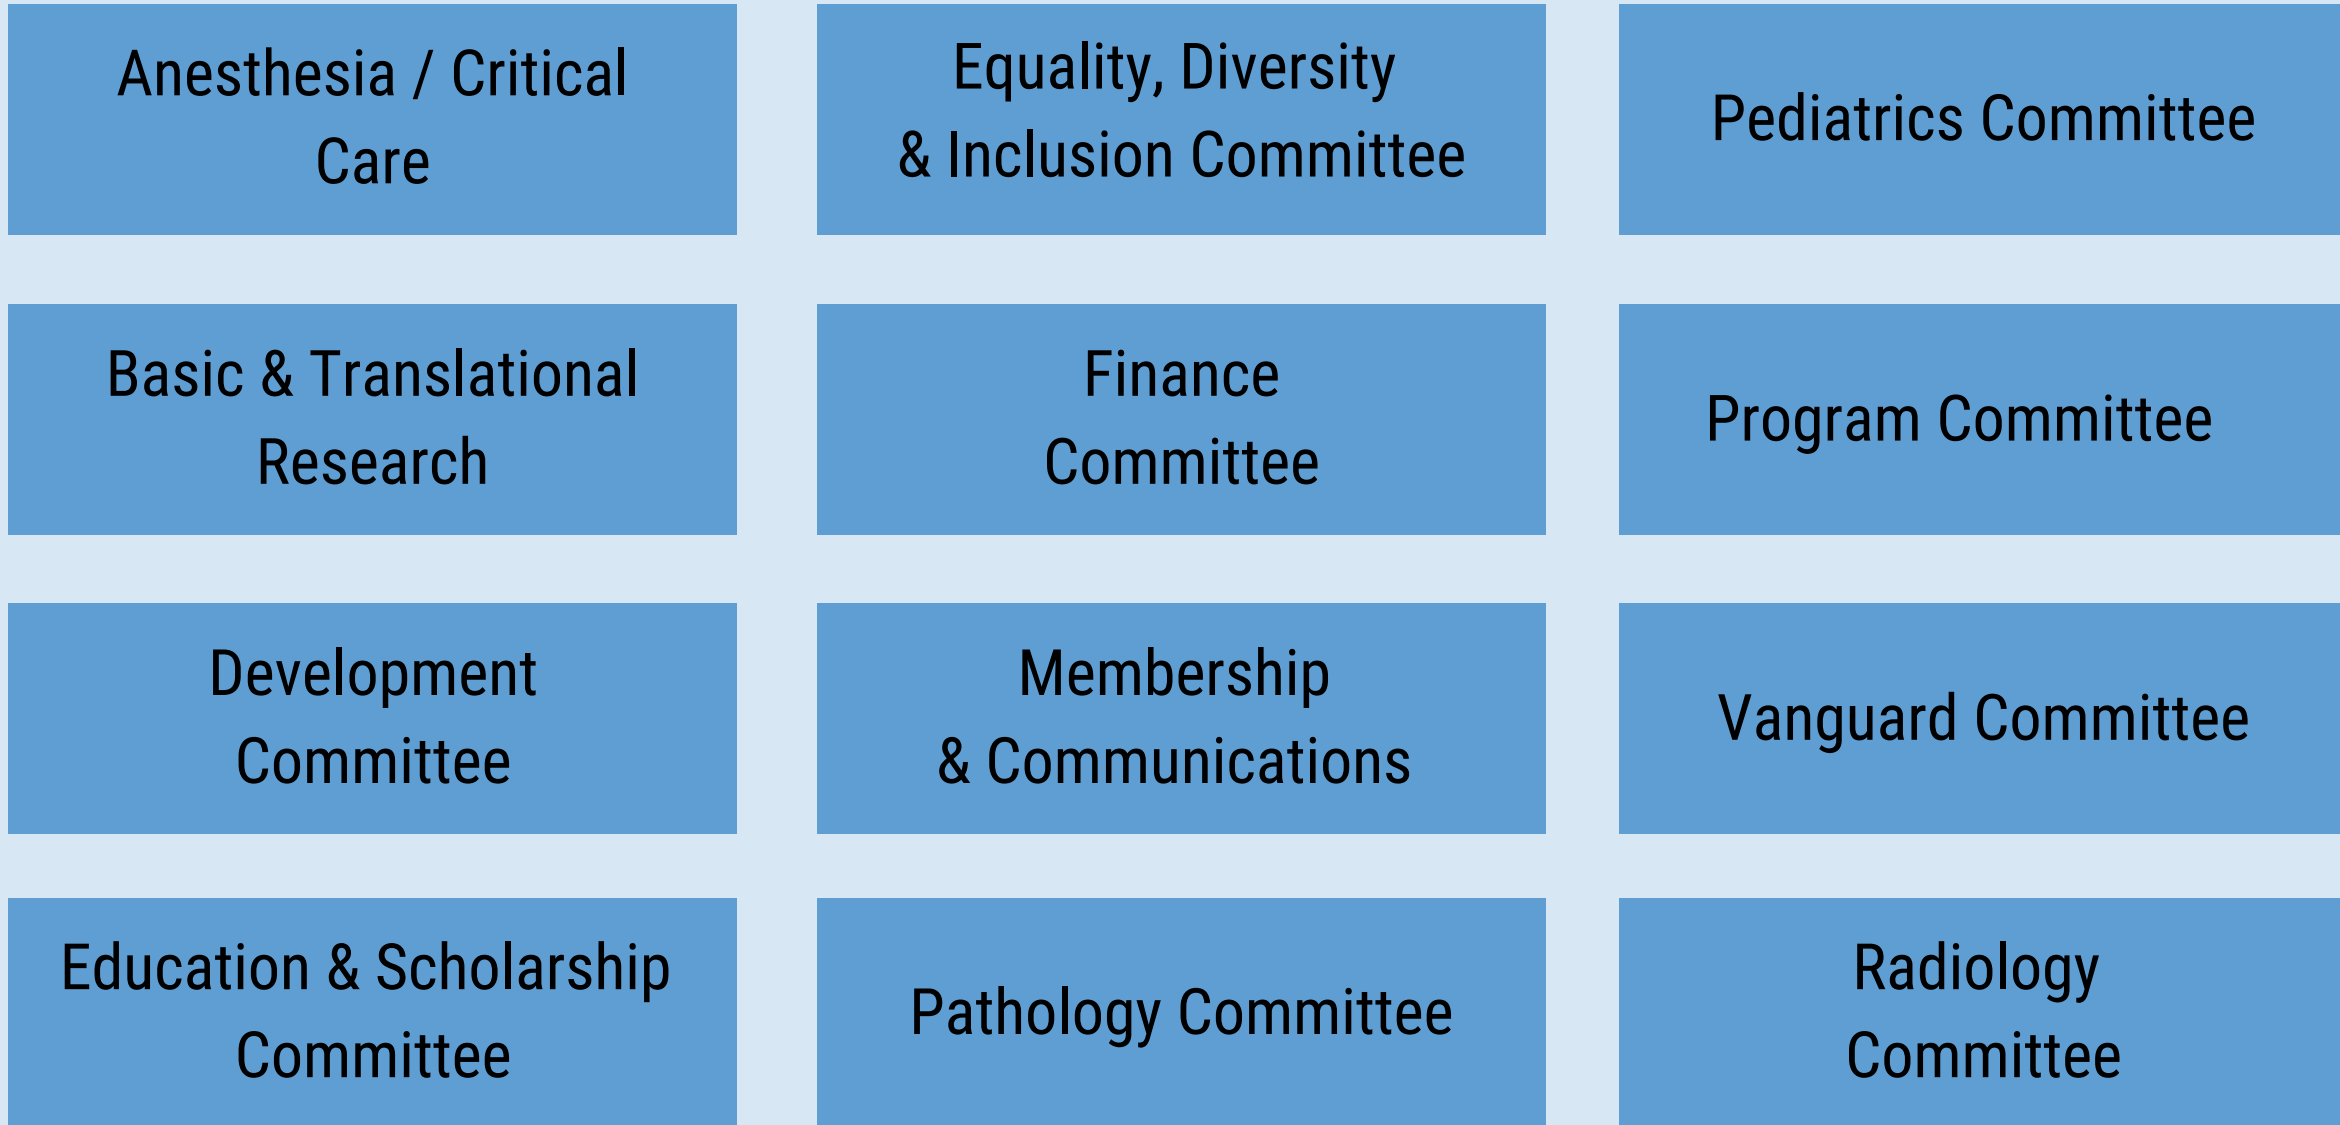 Anesthesia / Critical
Care
Equality, Diversity
& Inclusion Committee
Pediatrics Committee
Basic & Translational
Research
Finance
Committee
Program Committee
Development
Committee
Membership
& Communications
Vanguard Committee
Education & Scholarship
Committee
Pathology Committee
Radiology
Committee